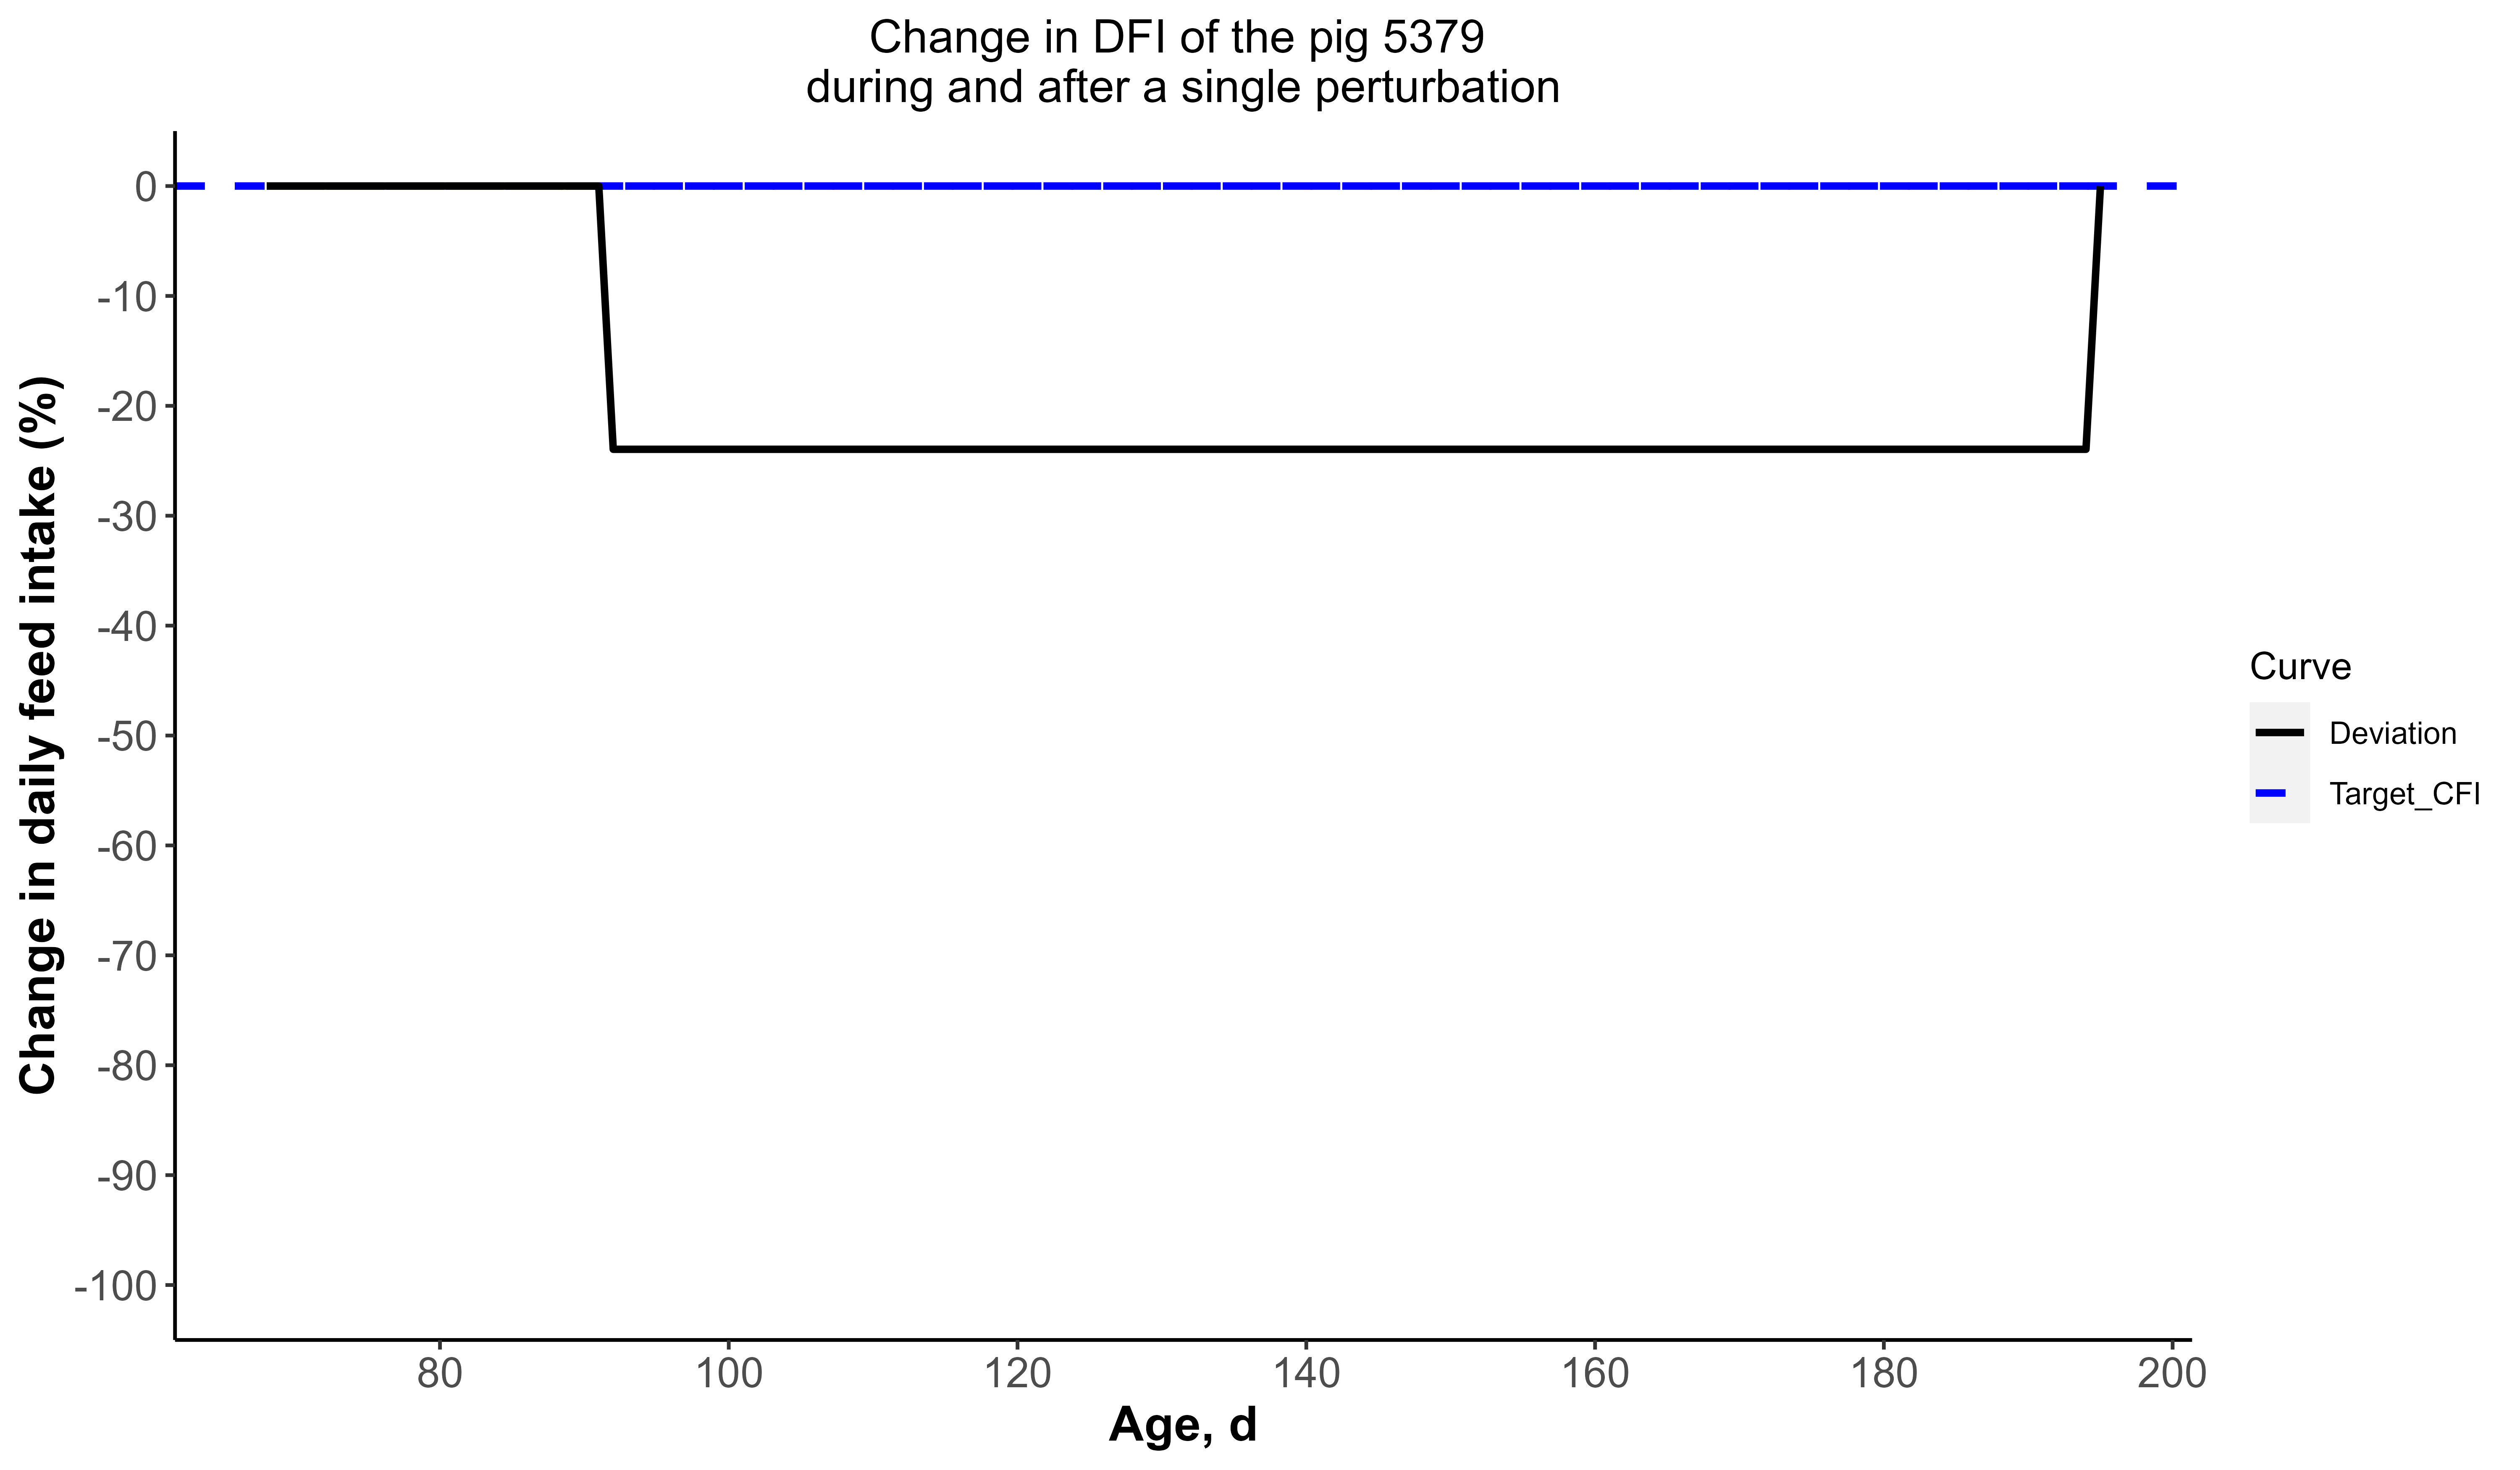 Change in DFI of the pig 5379
during and after a single perturbation
Change in daily feed intake (%)
0
-10
-20
-30
-40
-50
-60
-70
-80
-90
-100
80
100
120
140
160
180
200
Age, d
Curve
Deviation
Target_CFI